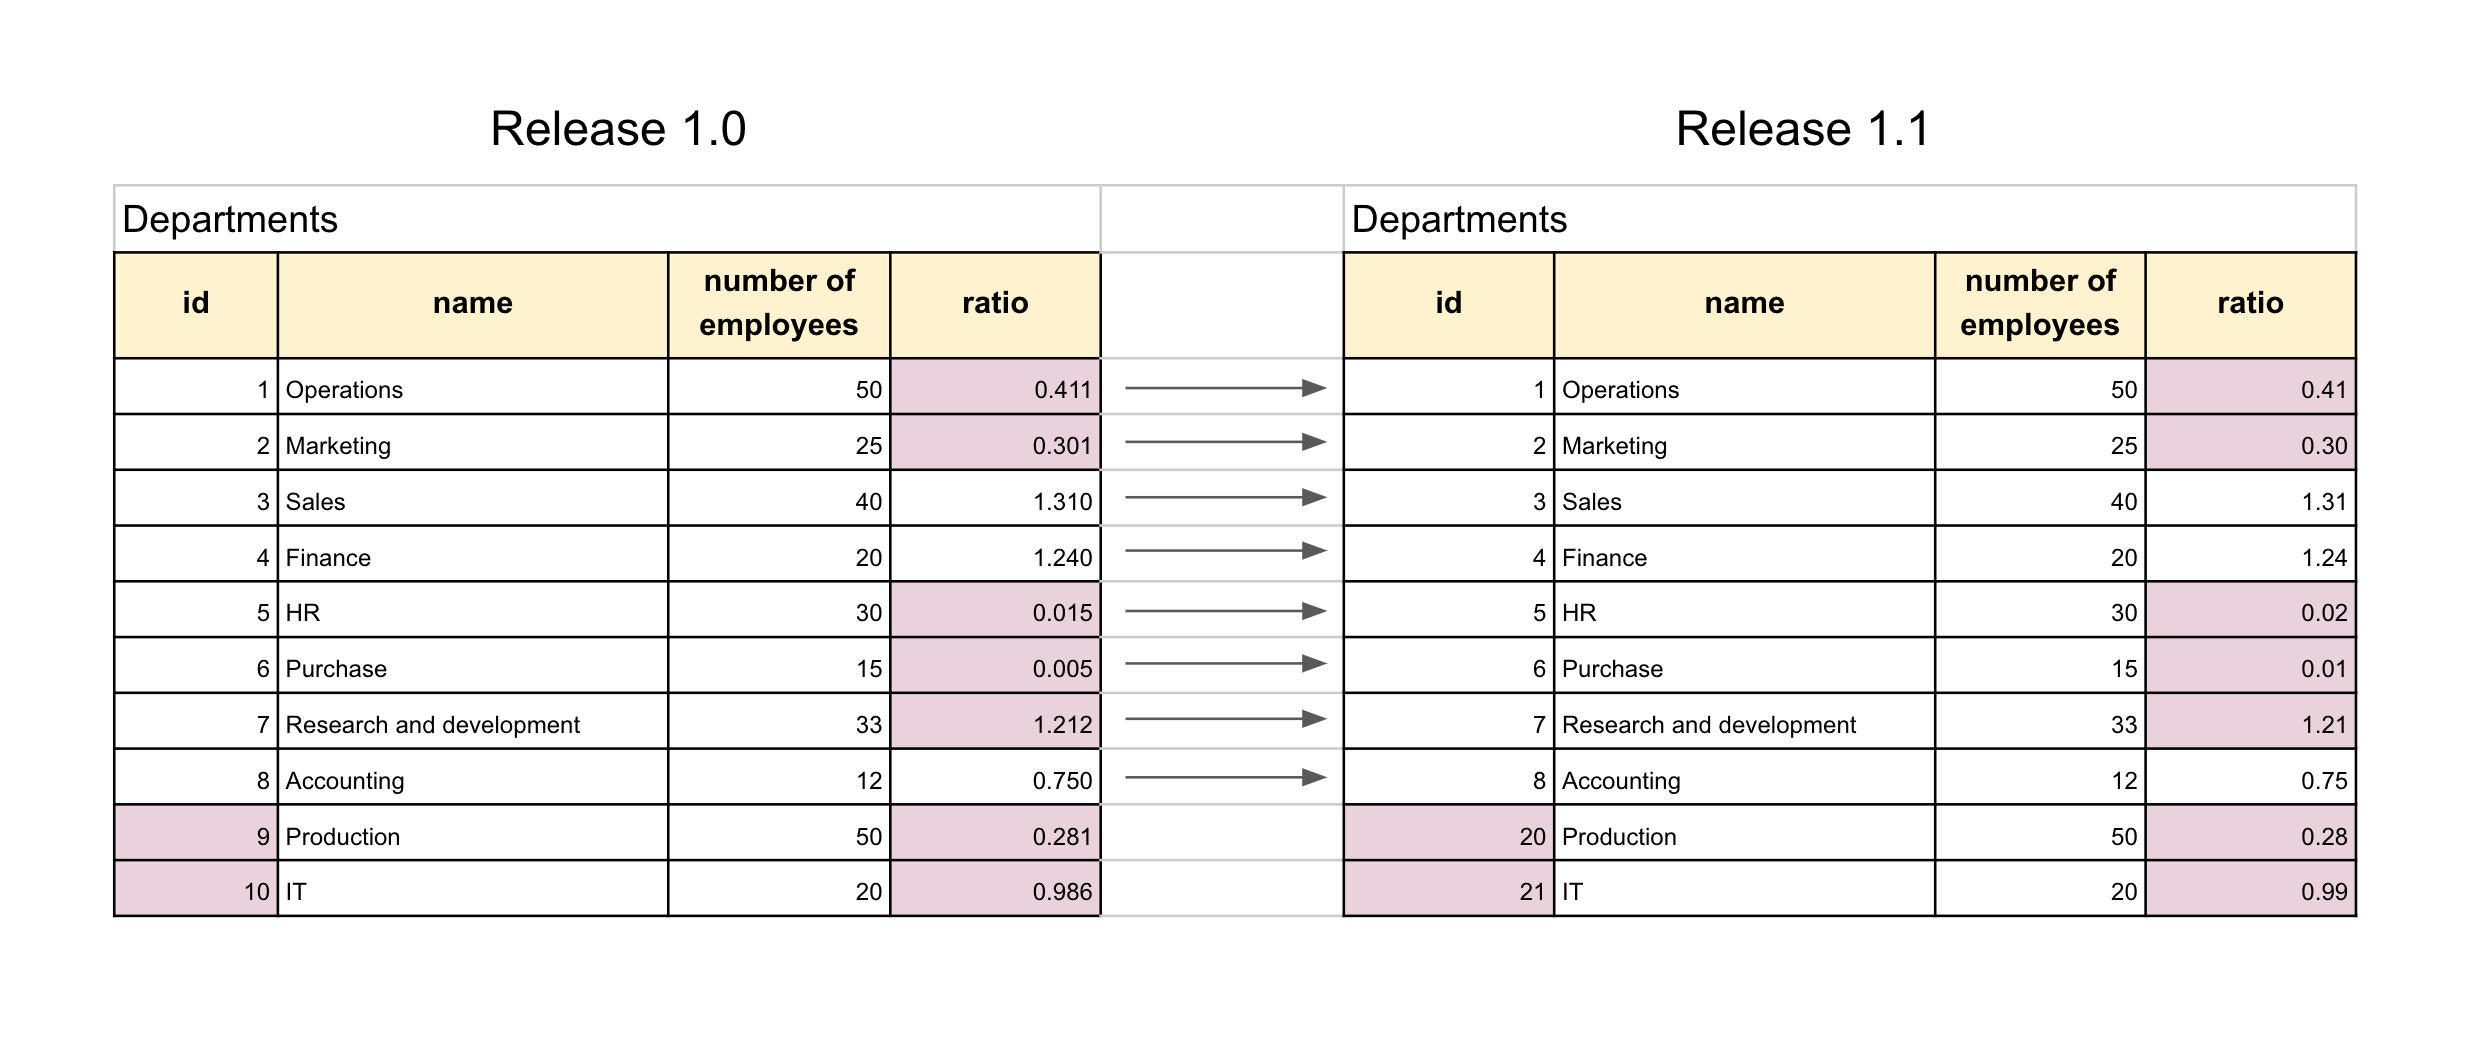 Release 1.0
Release 1.1
Departments
Departments
id name number of employees ratio
id name number of employees ratio
1 Operations 50 0.411
1 Operations 50 0.41
2 Marketing 25 0.301
2 Marketing 25 0.30
3 Sales 40 1.310
3 Sales 40 1.31
4 Finance 20 1.240
4 Finance 20 1.24
5 HR 30 0.015
5 HR 30 0.02
6 Purchase 15 0.005
6 Purchase 15 0.01
7 Research and development 33 1.212
7 Research and development 33 1.21
8 Accounting 12 0.750
8 Accounting 12 0.75
9 Production 50 0.281
20 Production 50 0.28
10 IT 20 0.986
21 IT 20 0.99